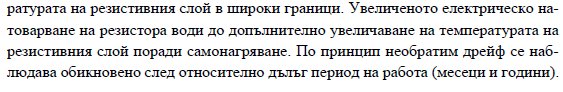 ратурата на резистивния слой в широки граници. Увеличеното електрическо на-
товарване на резистора води до допълнително увеличаване на температурата на
резистивния слой поради самонагряване. По принцип необратим дрейф се наб-
людава обикновено след относително дълъг период на работа (месеци и години).